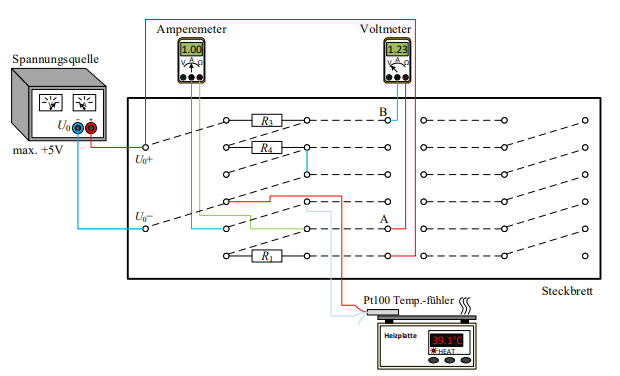 Amperemeter
Voltmeter
Spannungsquelle
1.00
1.23
V A Ω
V A Ω
V
A
U0
-
+
max. +5V
B
R3
R4
U0+
U0−
A
R1
Steckbrett
Pt100 Temp.-fühler
Heizplatte
39.1°C
HEAT